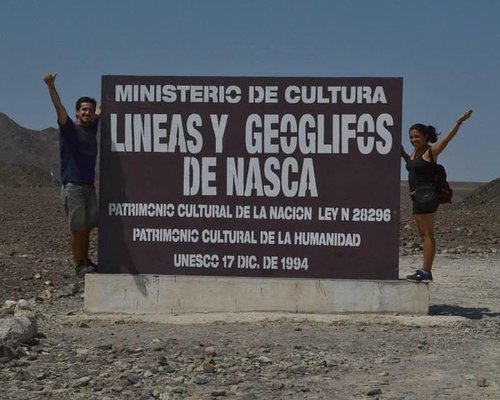 MINISTERIO DE CULTURA
LINEAS Y GEOGLIFOS
DE NASCA
PATRIMONIO CULTURAL DE LA NACION LEY N 28296
PATRIMONIO CULTURAL DE LA HUMANIDAD
UNESCO 17 DIC. DE 1994